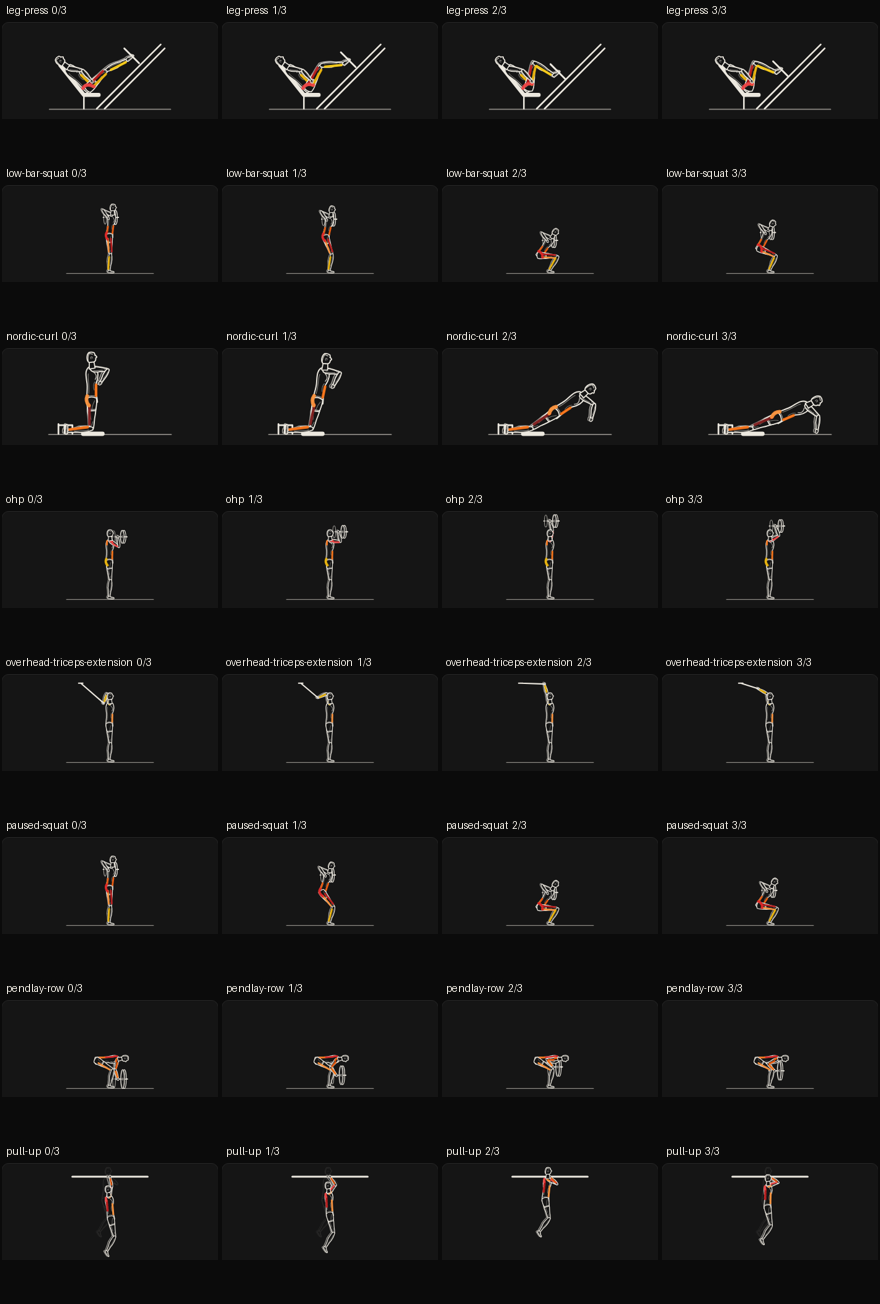 leg-press 0/3 leg-press 1/3 leg-press 2/3 leg-press 3/3
low-bar-squat 0/3 low-bar-squat 1/3 low-bar-squat 2/3 low-bar-squat 3/3
nordic-curl 0/3 nordic-curl 1/3 nordic-curl 2/3 nordic-curl 3/3
ohp 0/3 ohp 1/3 ohp 2/3 ohp 3/3
overhead-triceps-extension 0/3 overhead-triceps-extension 1/3 overhead-triceps-extension 2/3 overhead-triceps-extension 3/3
paused-squat 0/3 paused-squat 1/3 paused-squat 2/3 paused-squat 3/3
pendlay-row 0/3 pendlay-row 1/3 pendlay-row 2/3 pendlay-row 3/3
pull-up 0/3 pull-up 1/3 pull-up 2/3 pull-up 3/3